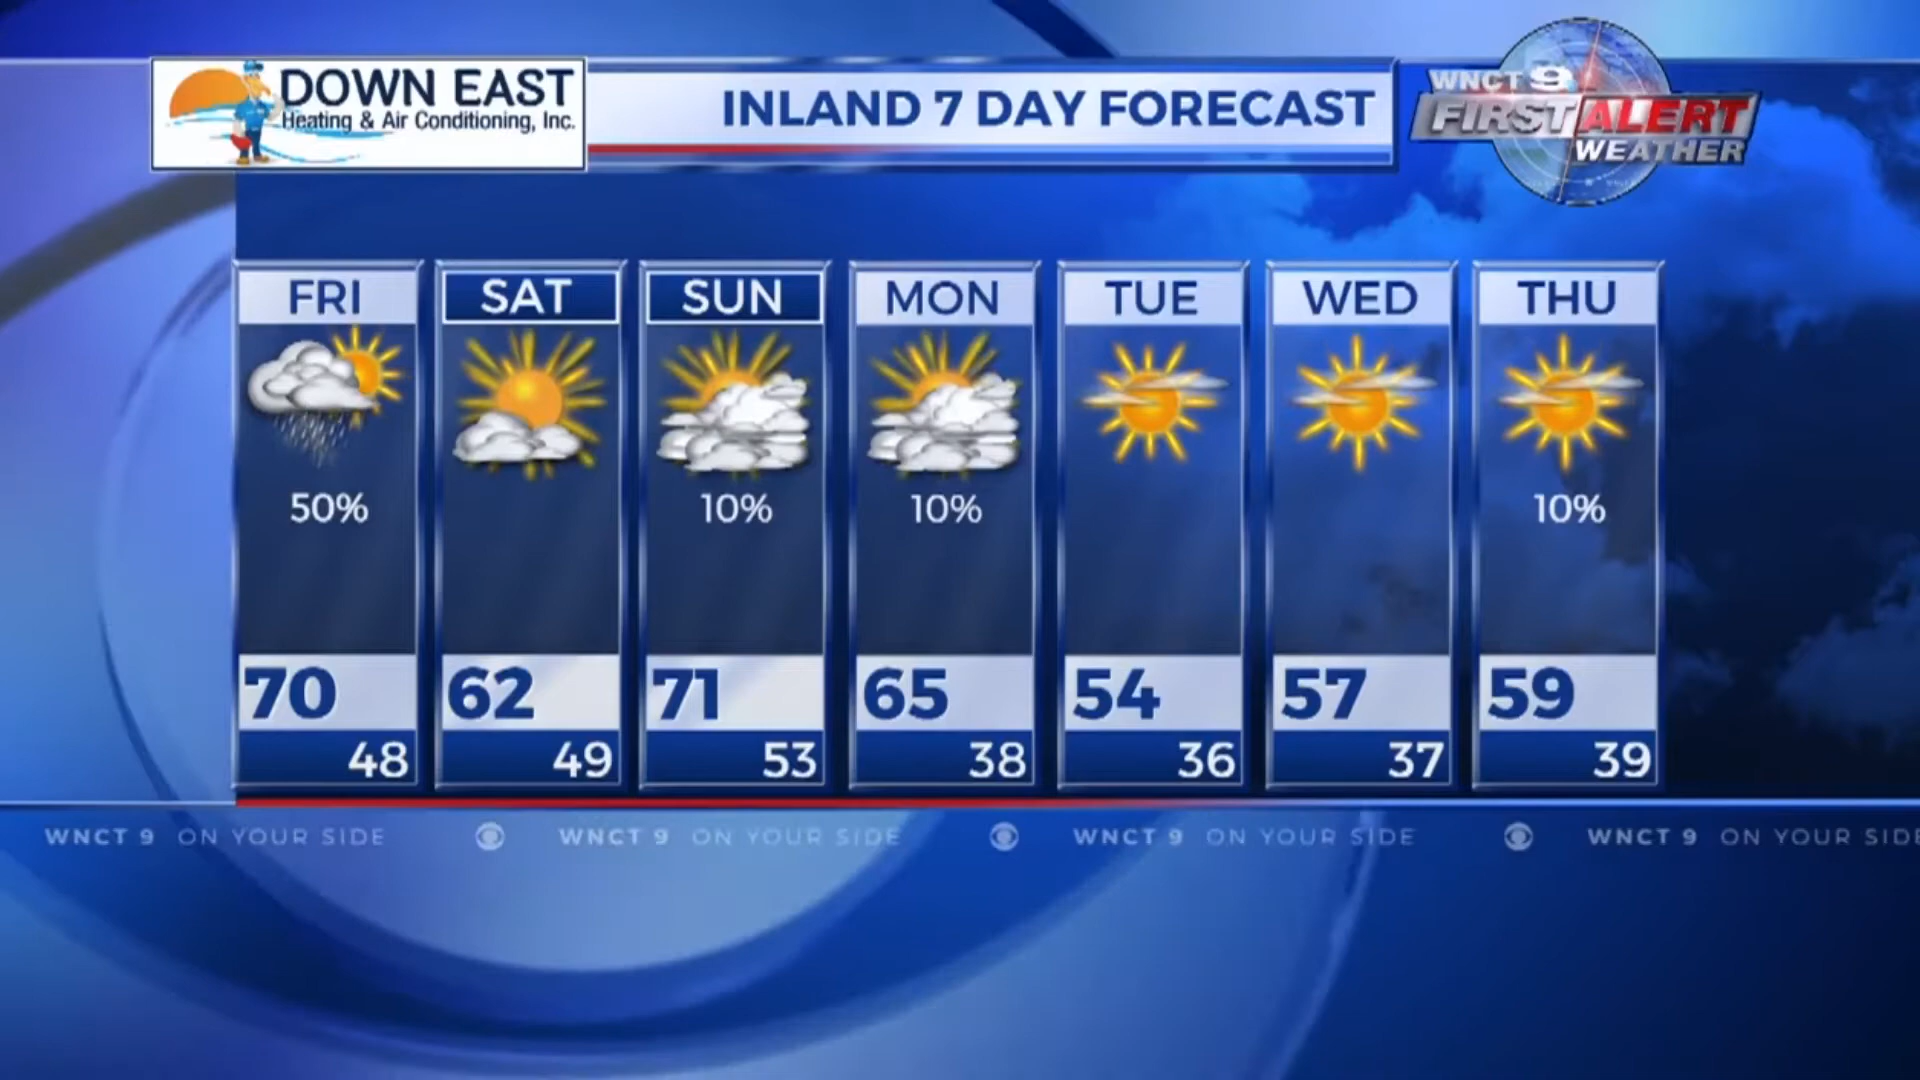 DOWN EAST
Heating & Air Conditioning, Inc.
INLAND 7 DAY FORECAST
WNCT 9
FIRST ALERT
WEATHER
FRI SAT SUN MON TUE WED THU
50% 10% 10% 10%
70 62 71 65 54 57 59
48 49 53 38 36 37 39
WNCT 9 ON YOUR SIDE WNCT 9 ON YOUR SIDE WNCT 9 ON YOUR SIDE WNCT 9 ON YOUR SIDE